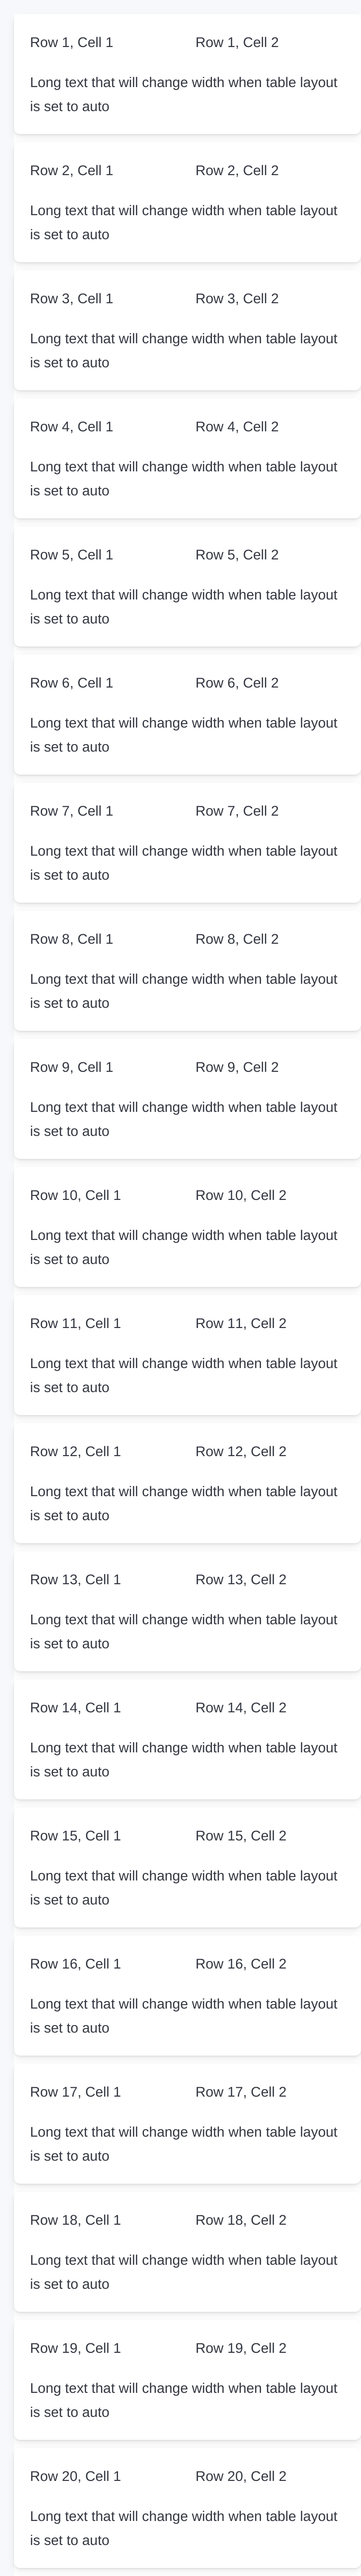 Row 1, Cell 1 Row 1, Cell 2
Long text that will change width when table layout
is set to auto
Row 2, Cell 1 Row 2, Cell 2
Long text that will change width when table layout
is set to auto
Row 3, Cell 1 Row 3, Cell 2
Long text that will change width when table layout
is set to auto
Row 4, Cell 1 Row 4, Cell 2
Long text that will change width when table layout
is set to auto
Row 5, Cell 1 Row 5, Cell 2
Long text that will change width when table layout
is set to auto
Row 6, Cell 1 Row 6, Cell 2
Long text that will change width when table layout
is set to auto
Row 7, Cell 1 Row 7, Cell 2
Long text that will change width when table layout
is set to auto
Row 8, Cell 1 Row 8, Cell 2
Long text that will change width when table layout
is set to auto
Row 9, Cell 1 Row 9, Cell 2
Long text that will change width when table layout
is set to auto
Row 10, Cell 1 Row 10, Cell 2
Long text that will change width when table layout
is set to auto
Row 11, Cell 1 Row 11, Cell 2
Long text that will change width when table layout
is set to auto
Row 12, Cell 1 Row 12, Cell 2
Long text that will change width when table layout
is set to auto
Row 13, Cell 1 Row 13, Cell 2
Long text that will change width when table layout
is set to auto
Row 14, Cell 1 Row 14, Cell 2
Long text that will change width when table layout
is set to auto
Row 15, Cell 1 Row 15, Cell 2
Long text that will change width when table layout
is set to auto
Row 16, Cell 1 Row 16, Cell 2
Long text that will change width when table layout
is set to auto
Row 17, Cell 1 Row 17, Cell 2
Long text that will change width when table layout
is set to auto
Row 18, Cell 1 Row 18, Cell 2
Long text that will change width when table layout
is set to auto
Row 19, Cell 1 Row 19, Cell 2
Long text that will change width when table layout
is set to auto
Row 20, Cell 1 Row 20, Cell 2
Long text that will change width when table layout
is set to auto